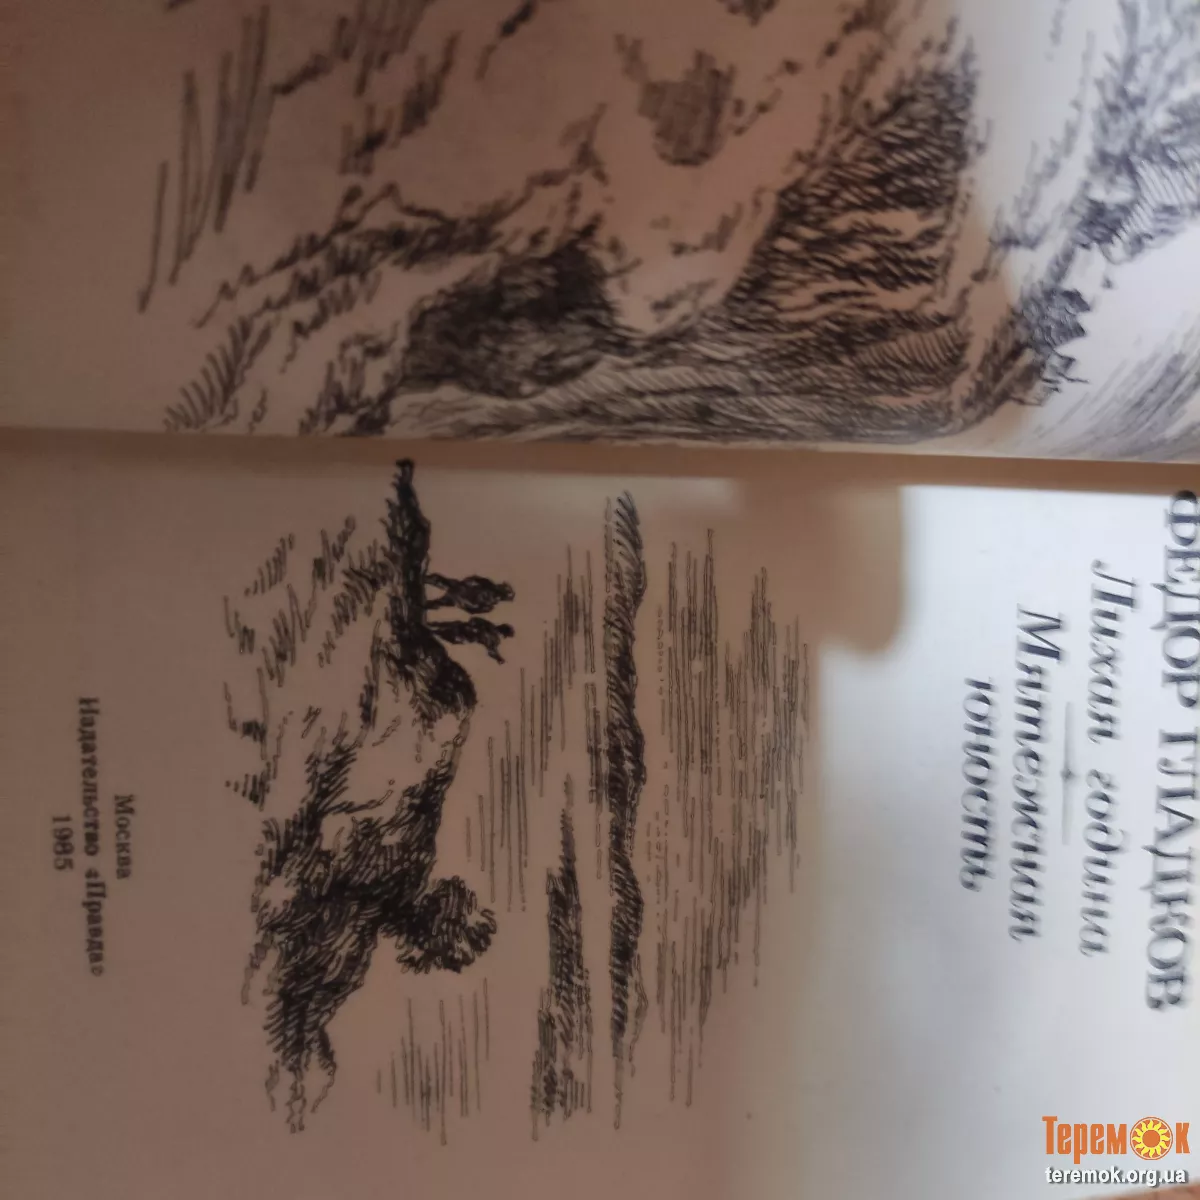 ФЕДОР ГЛАДКОВ
Лихая година
Мятежная
юность
Москва
Издательство «Правда»
1985
ТЕРЕМОК
teremok.org.ua